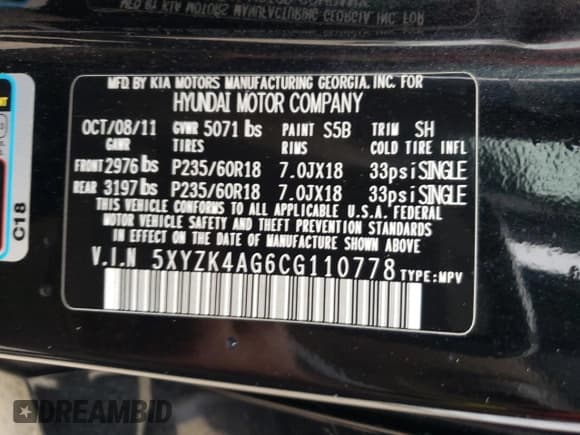 MFD. BY KIA MOTORS MANUFACTURING GEORGIA, INC. FOR
HYUNDAI MOTOR COMPANY
OCT/08/11 GVWR 5071 lbs PAINT S5B TRIM SH
GAWR TIRES RIMS COLD TIRE INFL
FRONT 2976 lbs P235/60R18 7.0JX18 33psi SINGLE
REAR 3197 lbs P235/60R18 7.0JX18 33psi SINGLE
THIS VEHICLE CONFORMS TO ALL APPLICABLE U.S.A. FEDERAL
MOTOR VEHICLE SAFETY AND THEFT PREVENTION STANDARDS
IN EFFECT ON THE DATE OF MANUFACTURE SHOWN ABOVE.
V.I.N 5XYZK4AG6CG110778 TYPE:MPV
C18
DREAMBID